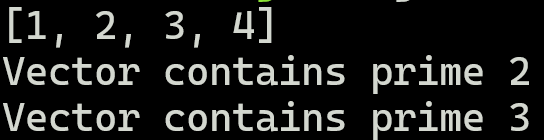 [1, 2, 3, 4]
Vector contains prime 2
Vector contains prime 3